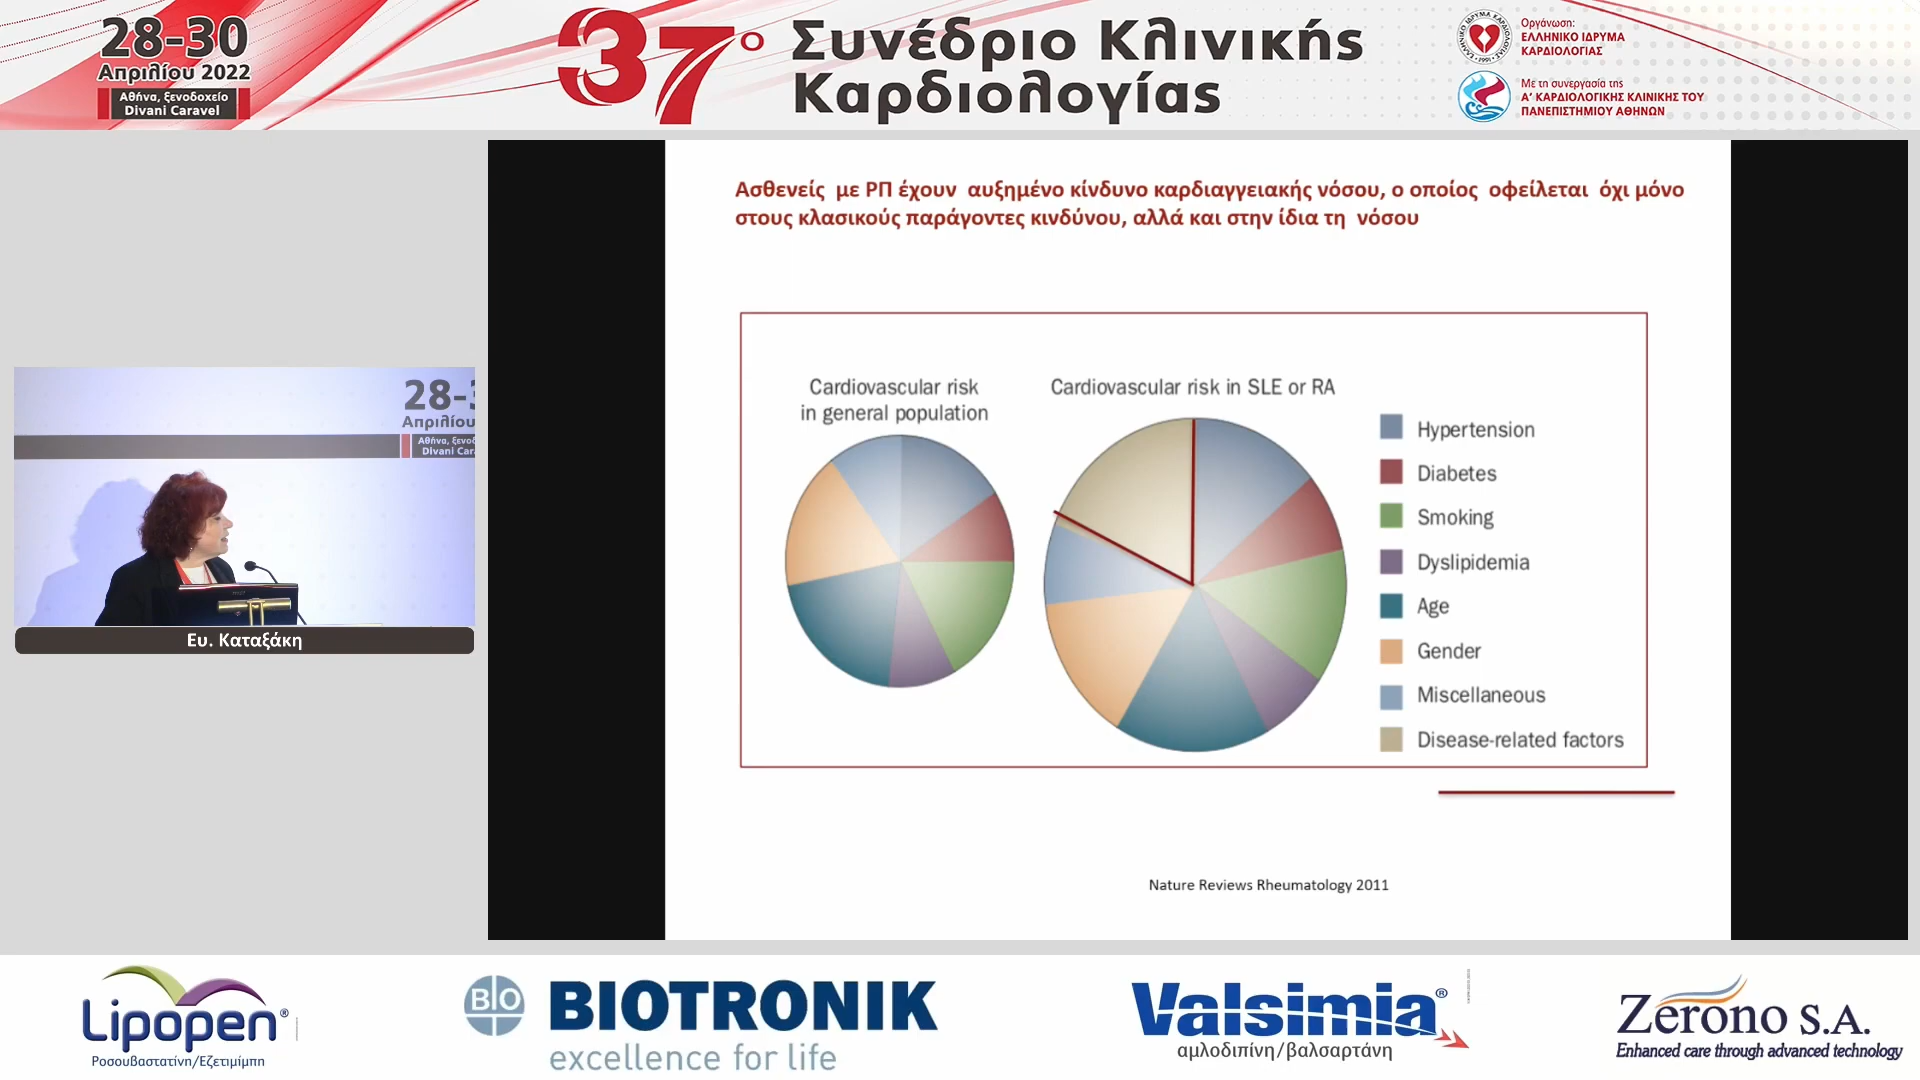 28-30
Απριλίου 2022
Αθήνα, ξενοδοχείο
Divani Caravel
37ο Συνέδριο Κλινικής
Καρδιολογίας
Οργάνωση:
ΕΛΛΗΝΙΚΟ ΙΔΡΥΜΑ
ΚΑΡΔΙΟΛΟΓΙΑΣ
Με τη συνεργασία της
Α' ΚΑΡΔΙΟΛΟΓΙΚΗΣ ΚΛΙΝΙΚΗΣ ΤΟΥ
ΠΑΝΕΠΙΣΤΗΜΙΟΥ ΑΘΗΝΩΝ
28-3
Απριλίου
Αθήνα, ξενοδ
Divani Car
Ευ. Καταξάκη
Ασθενείς με ΡΠ έχουν αυξημένο κίνδυνο καρδιαγγειακής νόσου, ο οποίος οφείλεται όχι μόνο
στους κλασικούς παράγοντες κινδύνου, αλλά και στην ίδια τη νόσου
Cardiovascular risk
in general population
Cardiovascular risk in SLE or RA
Hypertension
Diabetes
Smoking
Dyslipidemia
Age
Gender
Miscellaneous
Disease-related factors
Nature Reviews Rheumatology 2011
Lipopen®
Ροσουβαστατίνη/Εζετιμίμπη
BIO
BIOTRONIK
excellence for life
Valsimia®
αμλοδιπίνη/βαλσαρτάνη
Zerono S.A.
Enhanced care through advanced technology